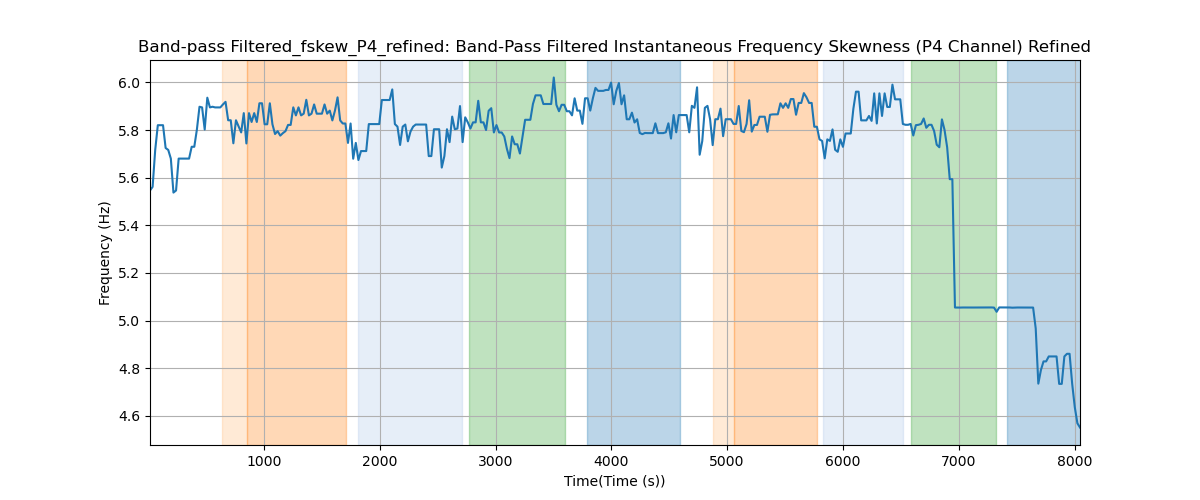 Band-pass Filtered_fskew_P4_refined: Band-Pass Filtered Instantaneous Frequency Skewness (P4 Channel) Refined
Frequency (Hz)
6.0
5.8
5.6
5.4
5.2
5.0
4.8
4.6
1000 2000 3000 4000 5000 6000 7000 8000
Time(Time (s))